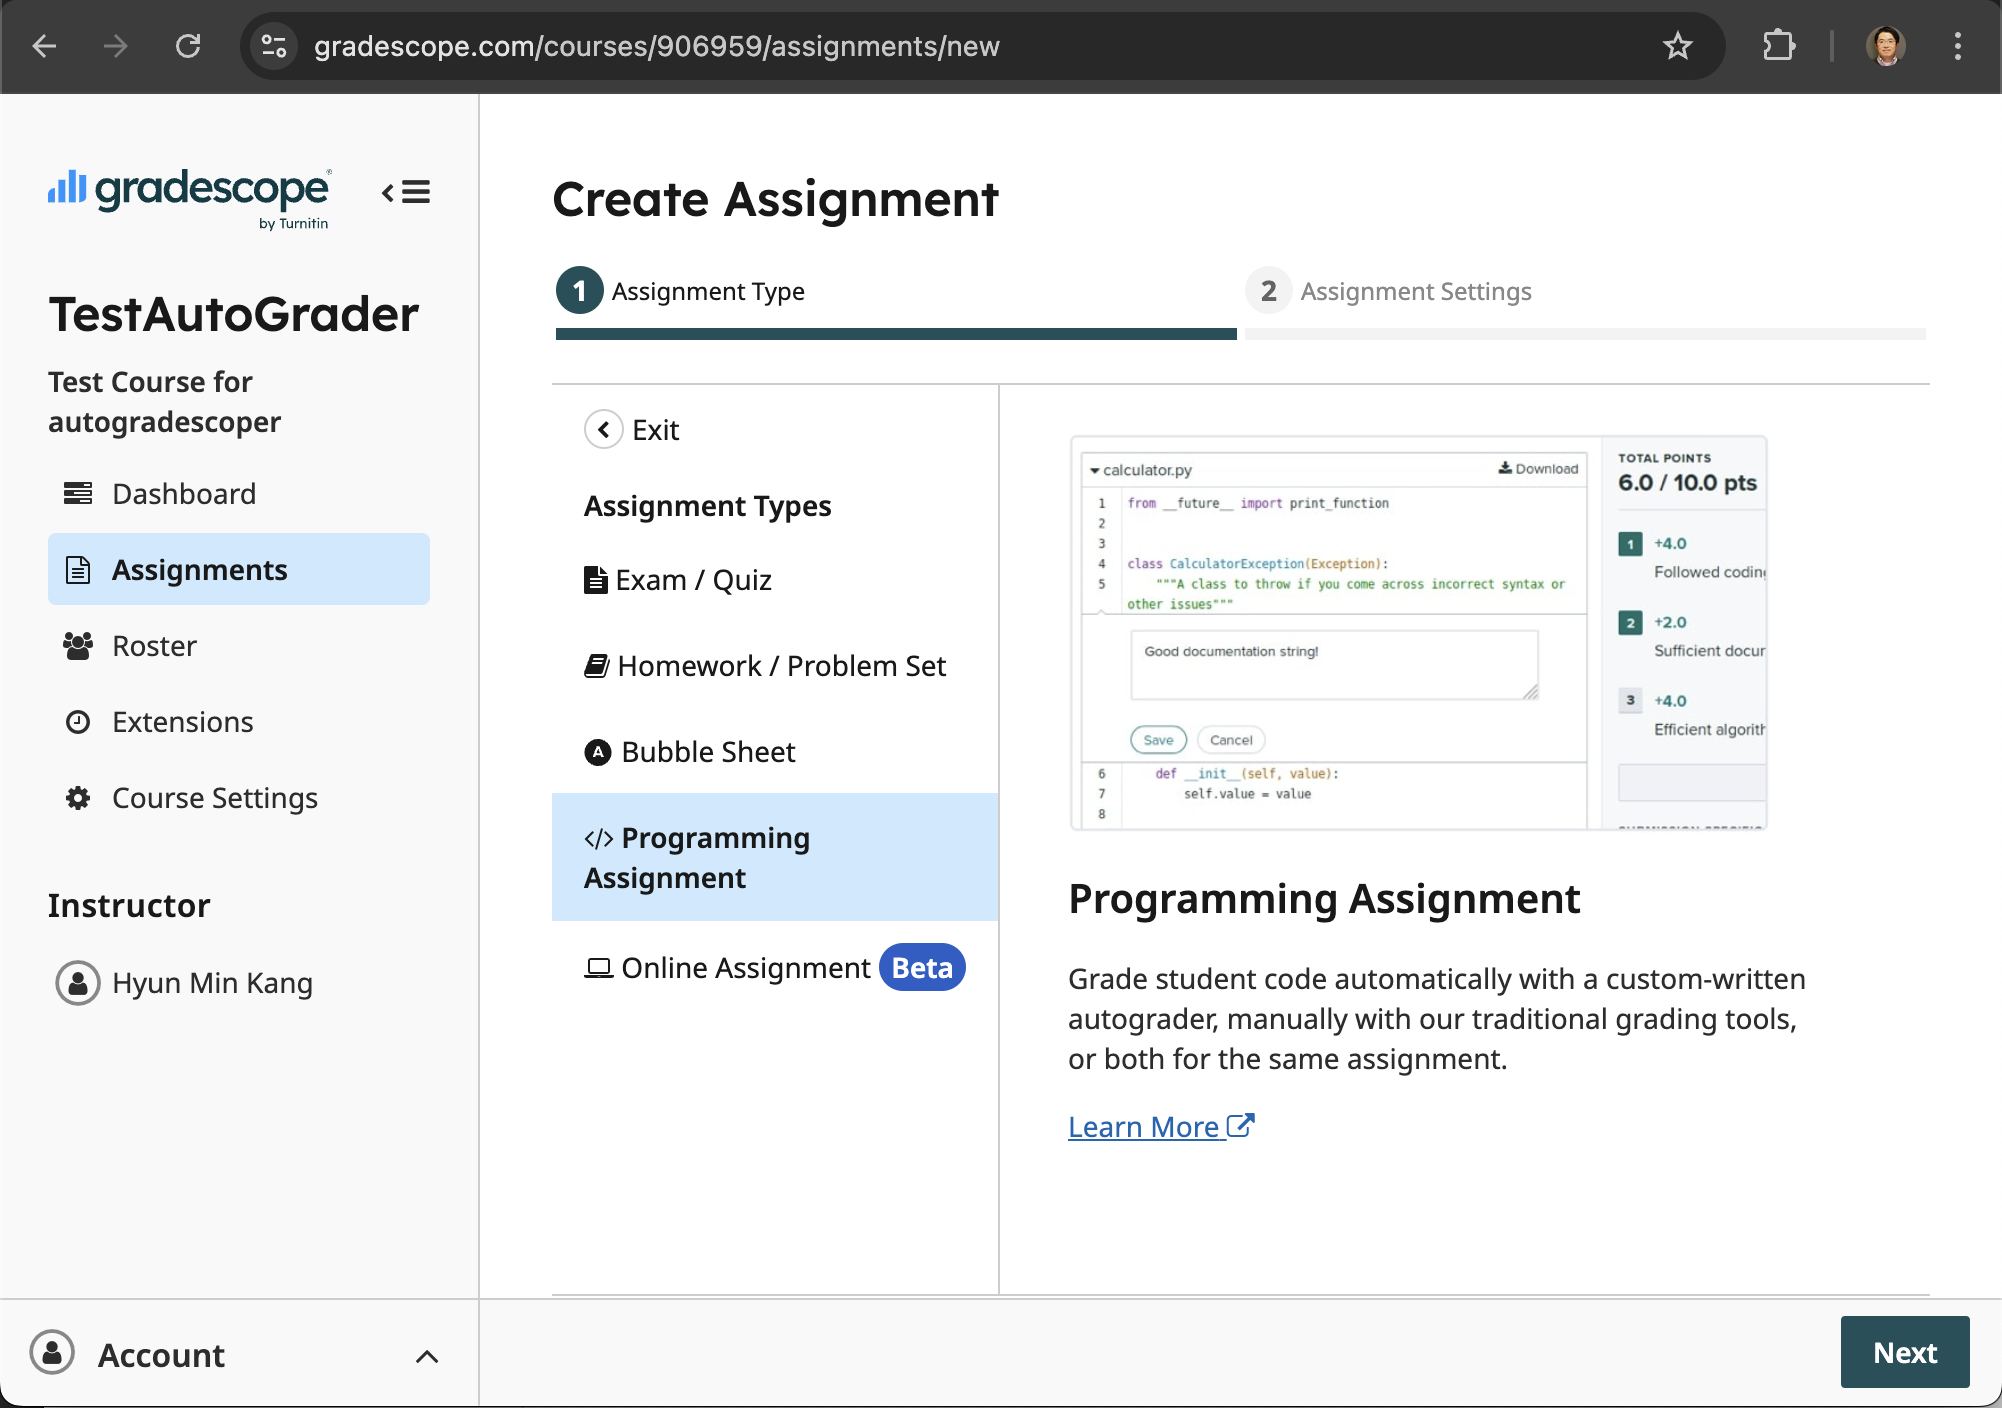 gradescope.com/courses/906959/assignments/new
gradescope
by Turnitin
TestAutoGrader
Test Course for
autogradescoper
Dashboard
Assignments
Roster
Extensions
Course Settings
Instructor
Hyun Min Kang
Account
Create Assignment
1 Assignment Type
2 Assignment Settings
Exit
Assignment Types
Exam / Quiz
Homework / Problem Set
A Bubble Sheet
</> Programming
Assignment
Online Assignment Beta
calculator.py Download
1 from __future__ import print_function
2
3
4 class CalculatorException(Exception):
5 """A class to throw if you come across incorrect syntax or
other issues"""
Good documentation string!
Save Cancel
6 def __init__(self, value):
7 self.value = value
8
TOTAL POINTS
6.0 / 10.0 pts
1 +4.0
Followed coding
2 +2.0
Sufficient docu
3 +4.0
Efficient algorit
Programming Assignment
Grade student code automatically with a custom-written
autograder, manually with our traditional grading tools,
or both for the same assignment.
Learn More
Next